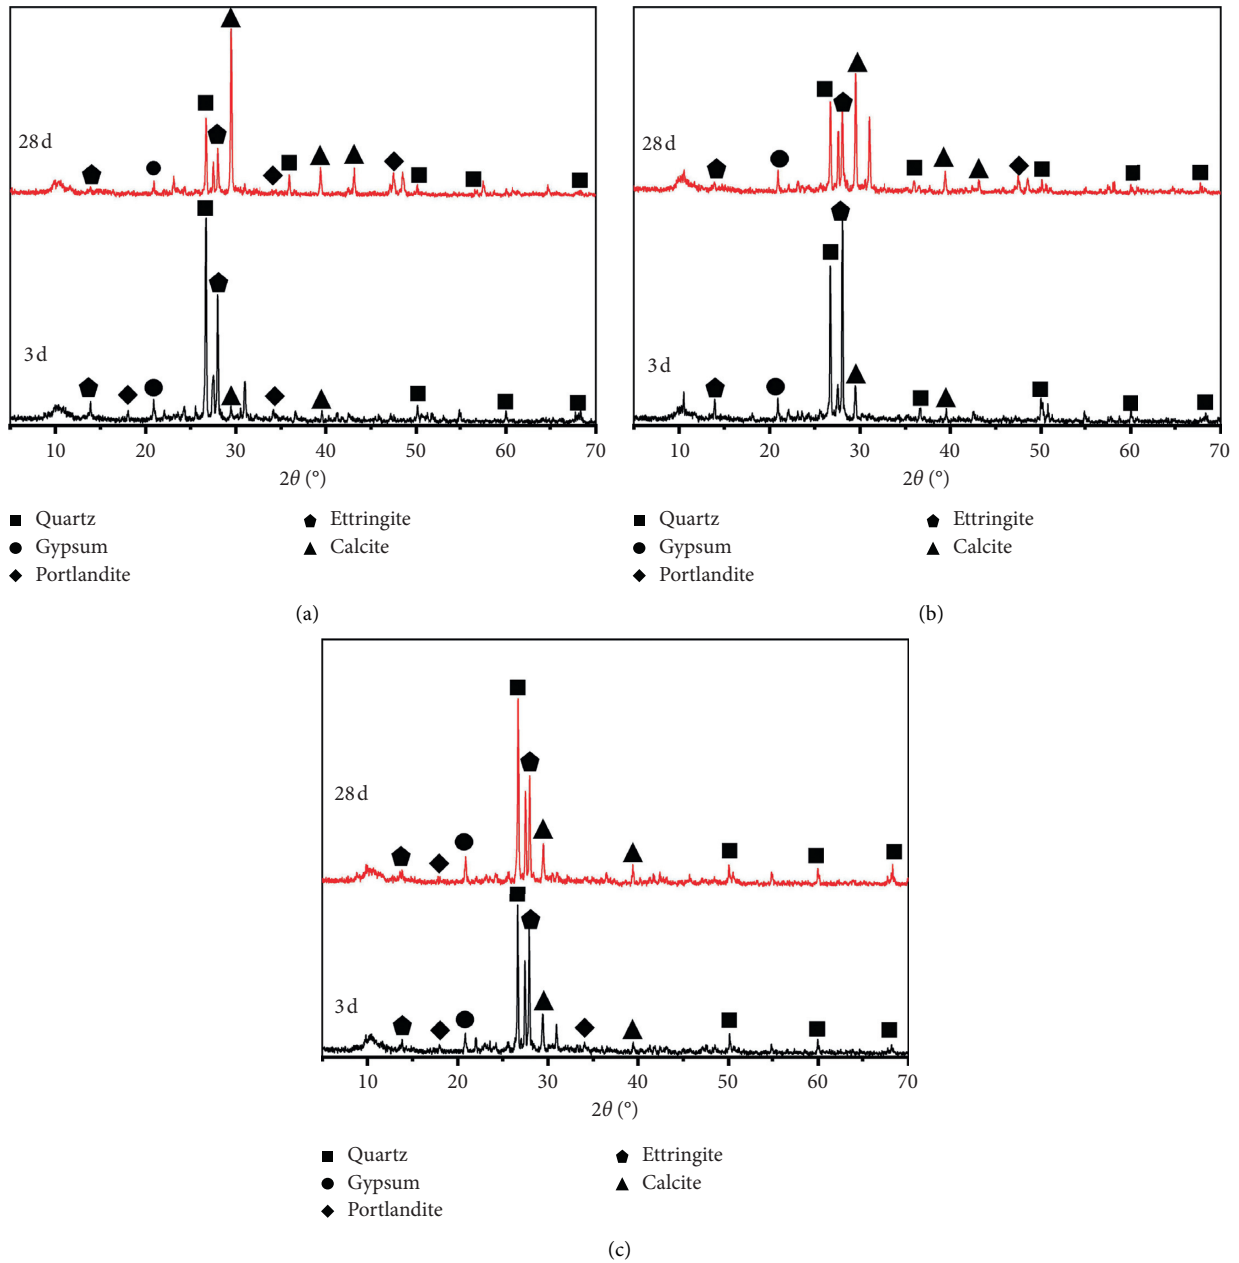 28 d
3 d
10 20 30 40 50 60 70
2θ (°)
Quartz
Gypsum
Portlandite
Ettringite
Calcite
(a)
28 d
3 d
10 20 30 40 50 60 70
2θ (°)
Quartz
Gypsum
Portlandite
Ettringite
Calcite
(b)
28 d
3 d
10 20 30 40 50 60 70
2θ (°)
Quartz
Gypsum
Portlandite
Ettringite
Calcite
(c)